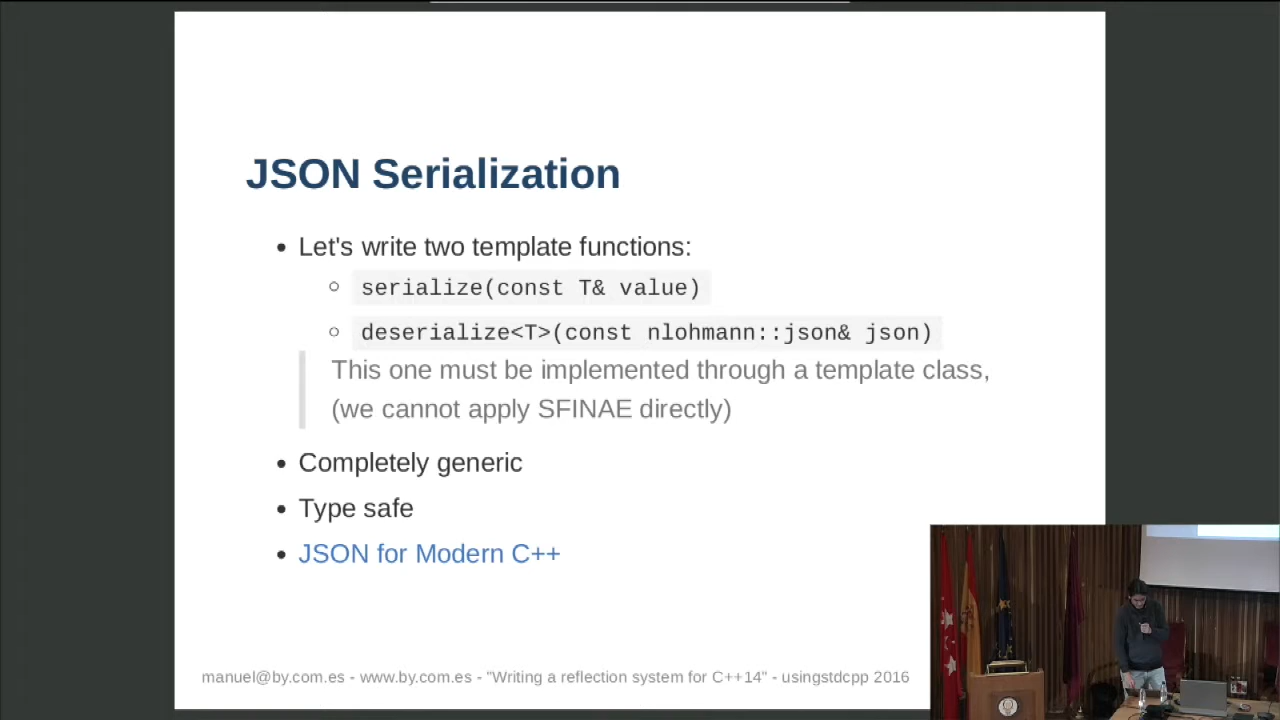 JSON Serialization
Let's write two template functions:
serialize(const T& value)
deserialize<T>(const nlohmann::json& json)
This one must be implemented through a template class,
(we cannot apply SFINAE directly)
Completely generic
Type safe
JSON for Modern C++
manuel@by.com.es - www.by.com.es - "Writing a reflection system for C++14" - usingstdcpp 2016